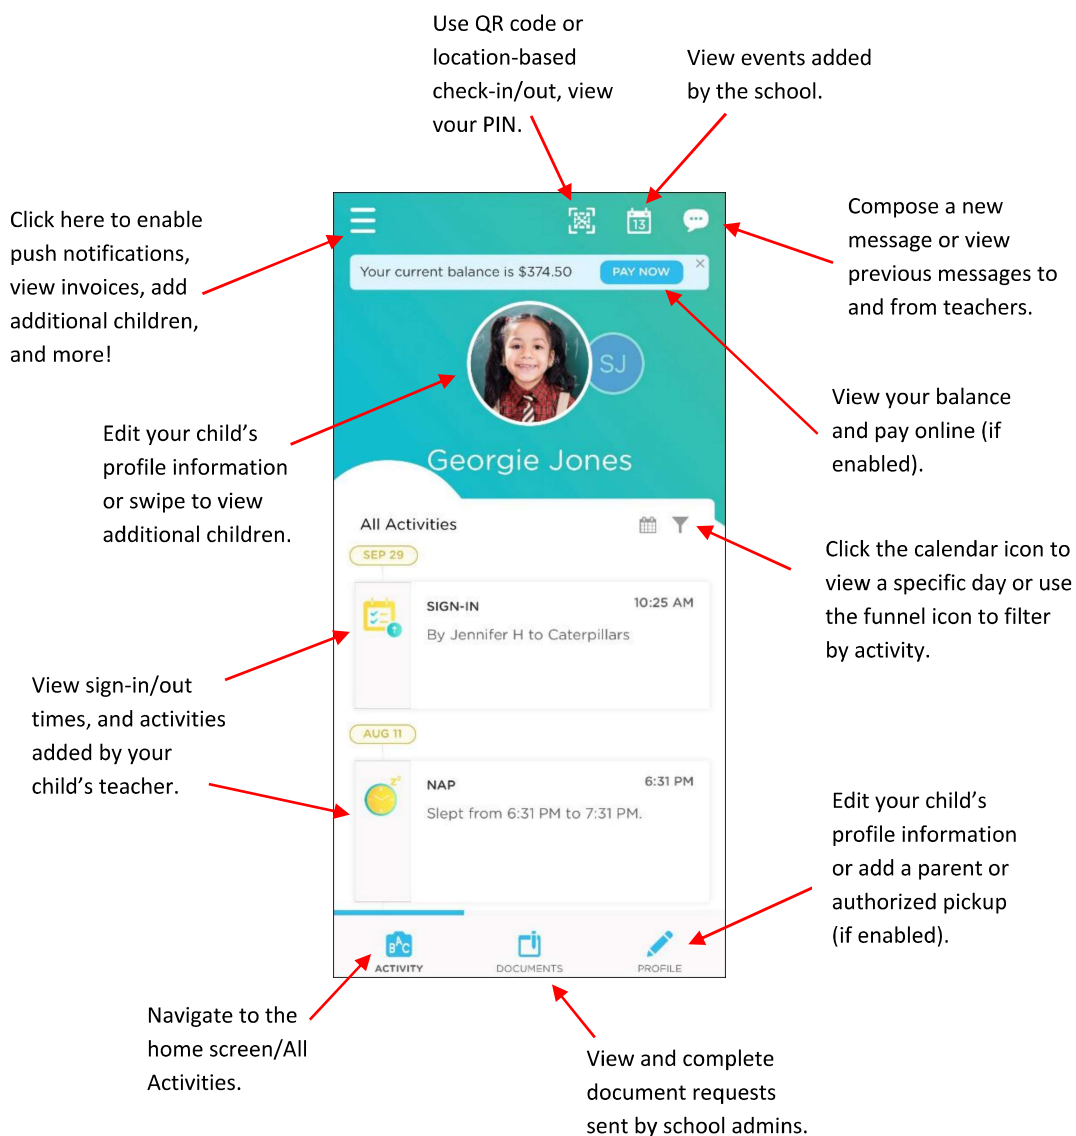 Use QR code or
location-based
check-in/out, view
your PIN.
View events added
by the school.
Click here to enable
push notifications,
view invoices, add
additional children,
and more!
Compose a new
message or view
previous messages to
and from teachers.
13
Your current balance is $374.50
PAY NOW
SJ
View your balance
and pay online (if
enabled).
Edit your child's
profile information
or swipe to view
additional children.
Georgie Jones
All Activities
Click the calendar icon to
view a specific day or use
the funnel icon to filter
by activity.
SEP 29
SIGN-IN
10:25 AM
By Jennifer H to Caterpillars
View sign-in/out
times, and activities
added by your
child's teacher.
AUG 11
NAP
6:31 PM
Slept from 6:31 PM to 7:31 PM.
zz
Edit your child's
profile information
or add a parent or
authorized pickup
(if enabled).
BAC
ACTIVITY
DOCUMENTS
PROFILE
Navigate to the
home screen/All
Activities.
View and complete
document requests
sent by school admins.